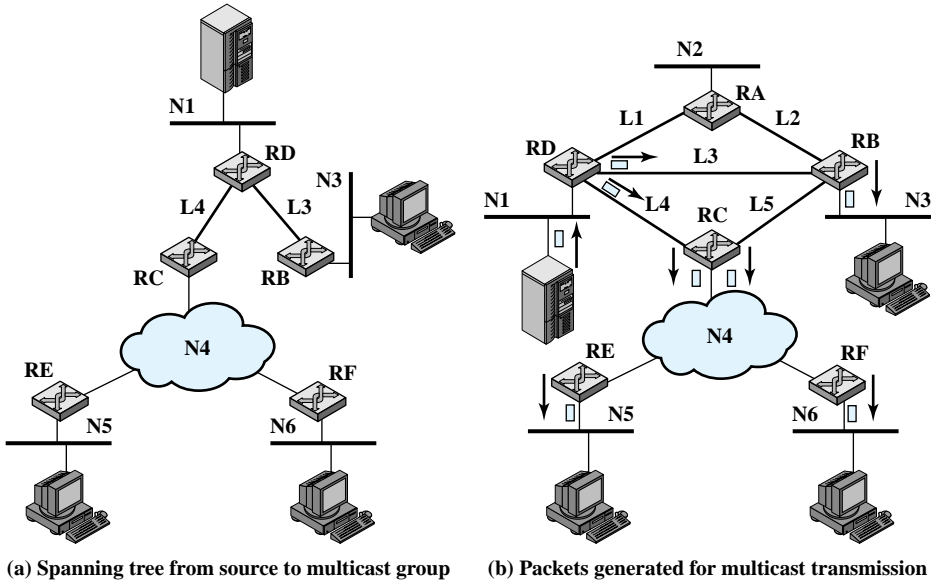 N1
RD
N3
L4
L3
RC
RB
N4
RE
RF
N5
N6
(a) Spanning tree from source to multicast group
N2
RA
L1
L2
RD
RB
L3
N1
L4
RC
L5
N3
RE
N4
RF
N5
N6
(b) Packets generated for multicast transmission